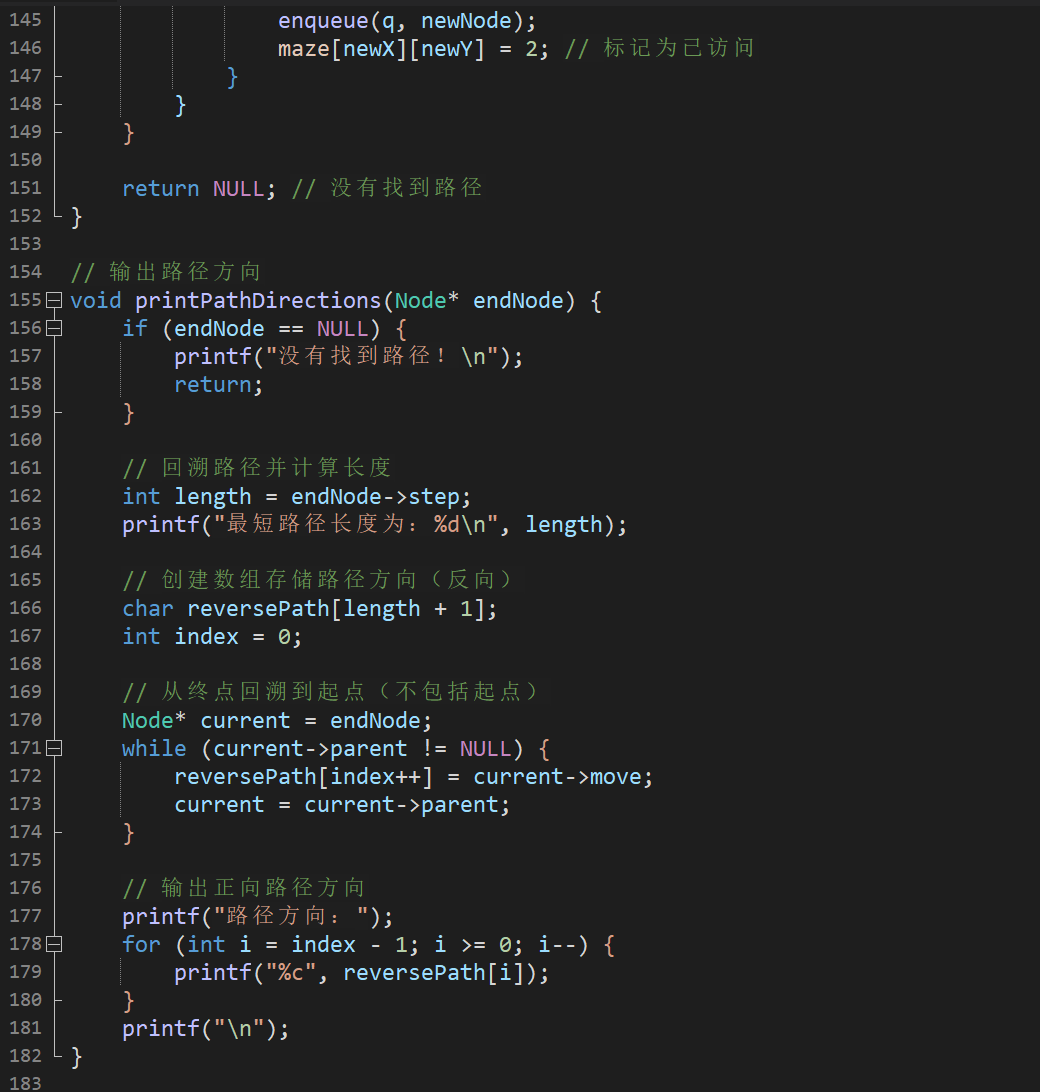 145 enqueue(q, newNode);
146 maze[newX][newY] = 2; // 标记为已访问
147 }
148 }
149 }
150
151 return NULL; // 没有找到路径
152 }
153
154 // 输出路径方向
155 void printPathDirections(Node* endNode) {
156 if (endNode == NULL) {
157 printf("没有找到路径！\n");
158 return;
159 }
160
161 // 回溯路径并计算长度
162 int length = endNode->step;
163 printf("最短路径长度为：%d\n", length);
164
165 // 创建数组存储路径方向（反向）
166 char reversePath[length + 1];
167 int index = 0;
168
169 // 从终点回溯到起点（不包括起点）
170 Node* current = endNode;
171 while (current->parent != NULL) {
172 reversePath[index++] = current->move;
173 current = current->parent;
174 }
175
176 // 输出正向路径方向
177 printf("路径方向：");
178 for (int i = index - 1; i >= 0; i--) {
179 printf("%c", reversePath[i]);
180 }
181 printf("\n");
182 }
183